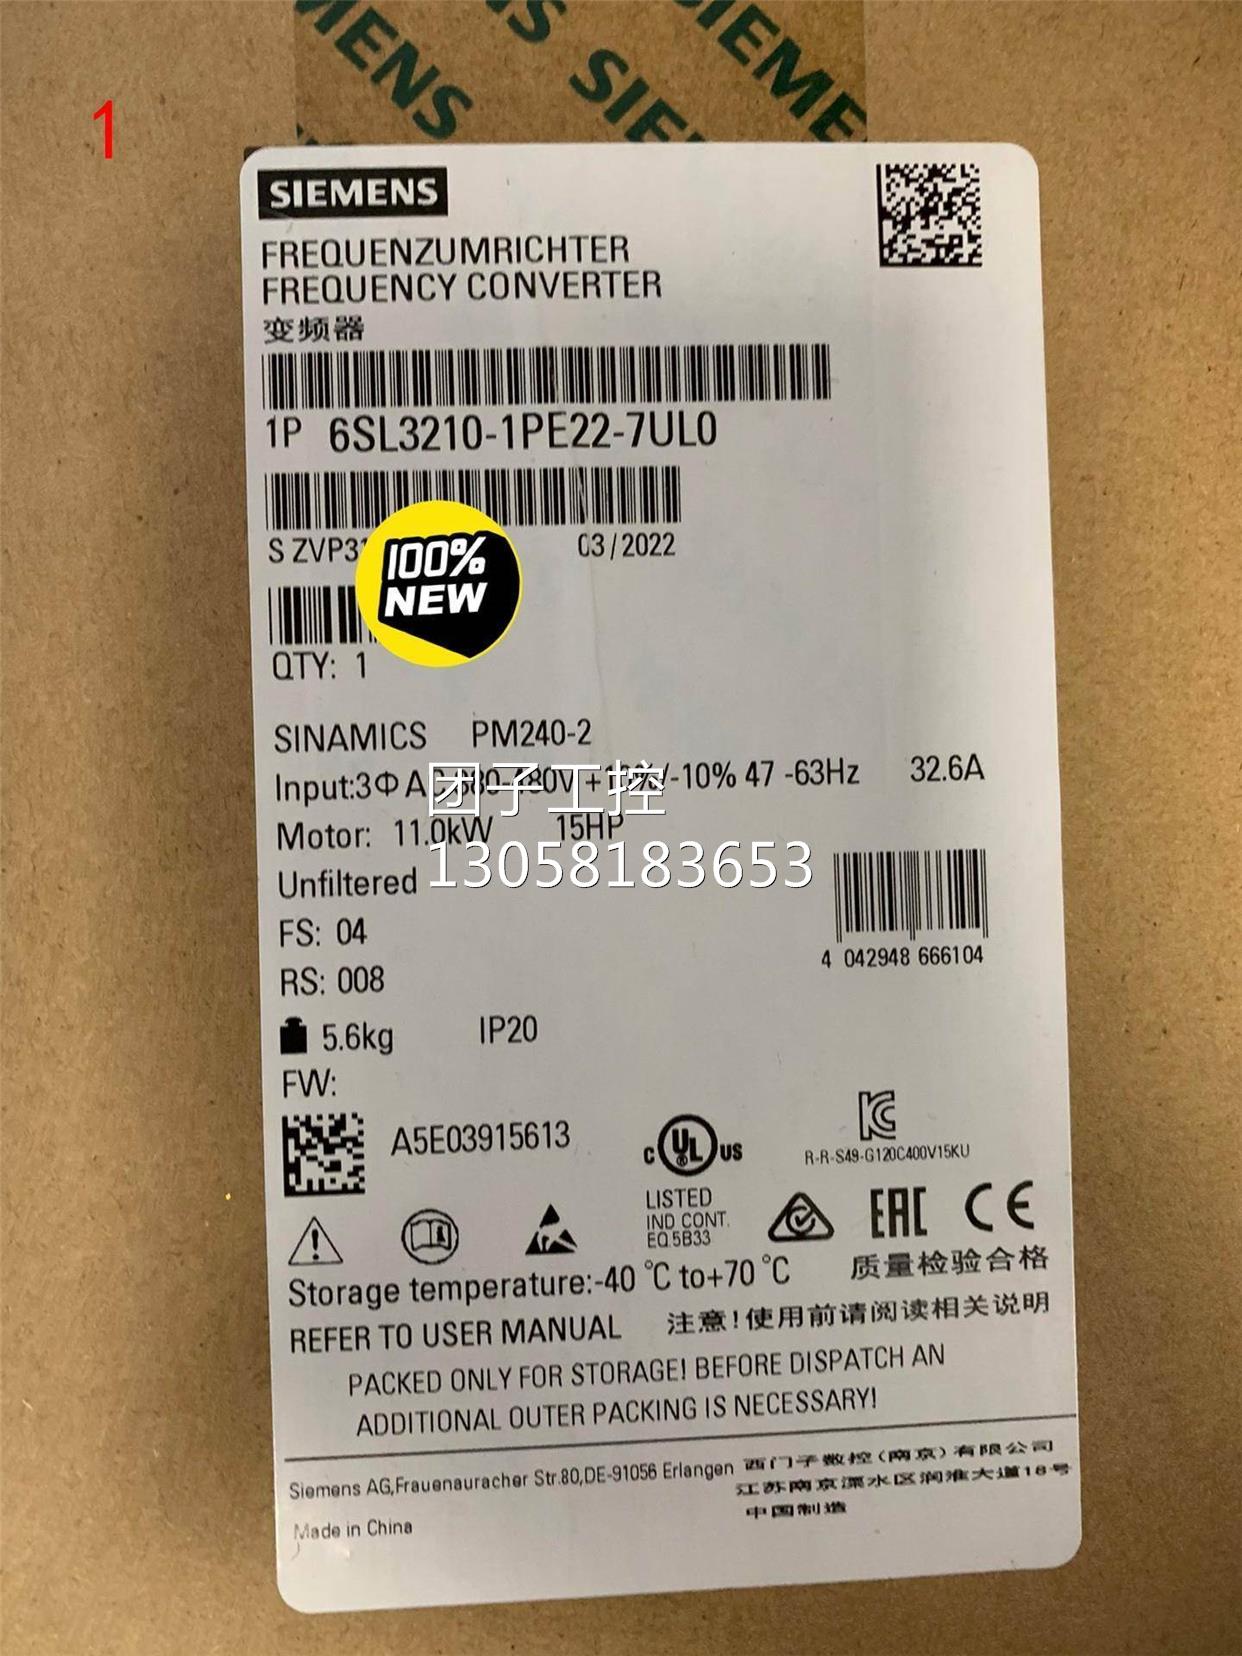 SIEMENS
SIEMENS
1
SIEMENS
FREQUENZUMRICHTER
FREQUENCY CONVERTER
变频器
1P 6SL3210-1PE22-7UL0
S ZVP3 03/2022
100%
NEW
QTY: 1
SINAMICS PM240-2
Input:3ΦAC 380-480V +10%/-10% 47 -63Hz 32.6A
团子工控
Motor: 11.0kW 15HP
13058183653
Unfiltered
FS: 04
4 042948 666104
RS: 008
5.6kg IP20
FW:
A5E03915613
C UL US
LISTED
IND CONT.
EQ.5B33
R-R-S49-G120C400V15KU
EAC CE
Storage temperature:-40 °C to+70 °C 质量检验合格
REFER TO USER MANUAL 注意!使用前请阅读相关说明
PACKED ONLY FOR STORAGE! BEFORE DISPATCH AN
ADDITIONAL OUTER PACKING IS NECESSARY!
Siemens AG,Frauenauracher Str.80,DE-91056 Erlangen 西门子数控(南京)有限公司
江苏南京溧水区润淮大道18号
Made in China 中国制造